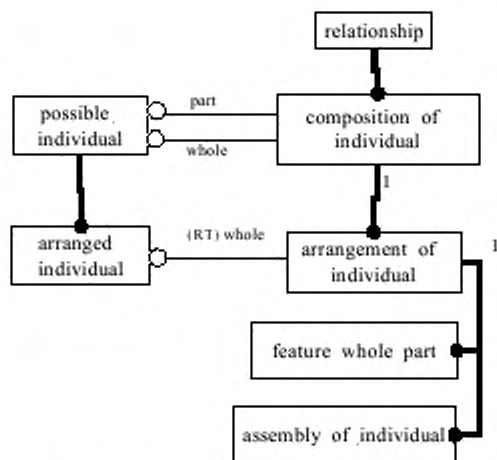 relationship
part
possible
individual
composition of
individual
whole
1
(RT) whole
arranged
individual
arrangement of
individual
1
feature whole part
assembly of individual